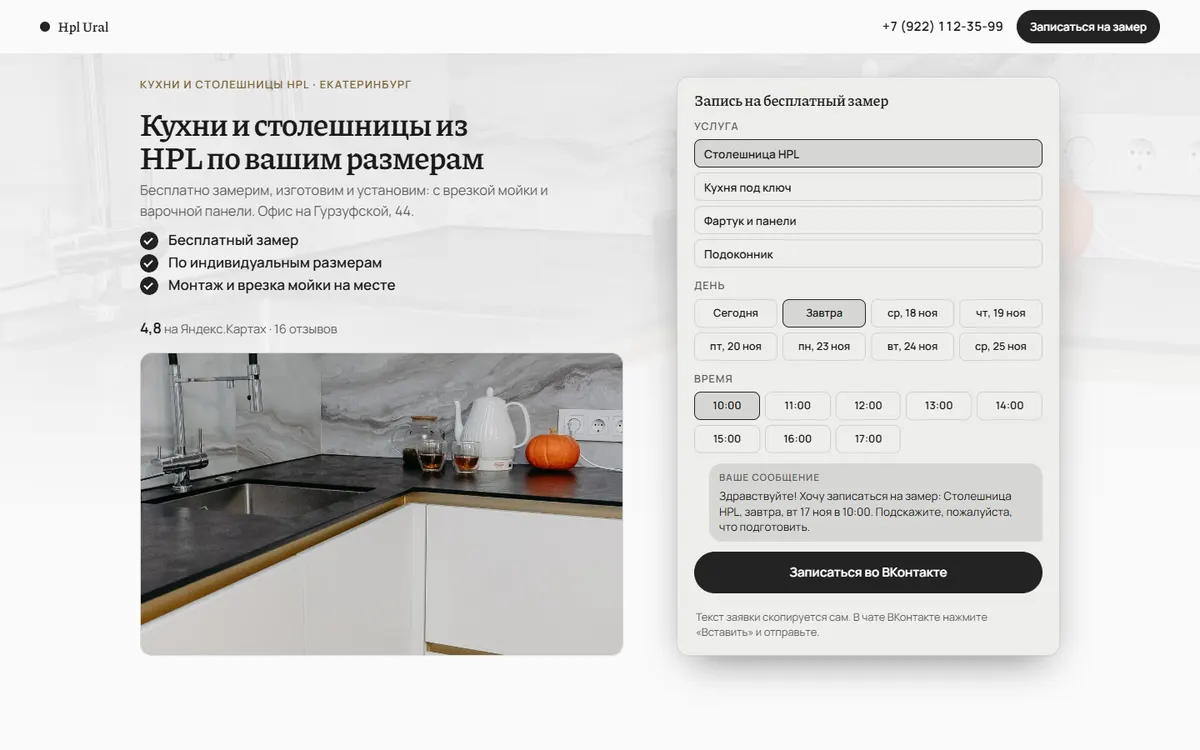 Hpl Ural
+7 (922) 112-35-99
Записаться на замер
КУХНИ И СТОЛЕШНИЦЫ HPL · ЕКАТЕРИНБУРГ
Кухни и столешницы из
HPL по вашим размерам
Бесплатно замерим, изготовим и установим: с врезкой мойки и
варочной панели. Офис на Гурзуфской, 44.
Бесплатный замер
По индивидуальным размерам
Монтаж и врезка мойки на месте
4,8 на Яндекс.Картах · 16 отзывов
Запись на бесплатный замер
УСЛУГА
Столешница HPL
Кухня под ключ
Фартук и панели
Подоконник
ДЕНЬ
Сегодня Завтра ср, 18 ноя чт, 19 ноя
пт, 20 ноя пн, 23 ноя вт, 24 ноя ср, 25 ноя
ВРЕМЯ
10:00 11:00 12:00 13:00 14:00
15:00 16:00 17:00
ВАШЕ СООБЩЕНИЕ
Здравствуйте! Хочу записаться на замер: Столешница
HPL, завтра, вт 17 ноя в 10:00. Подскажите, пожалуйста,
что подготовить.
Записаться во ВКонтакте
Текст заявки скопируется сам. В чате ВКонтакте нажмите
«Вставить» и отправьте.